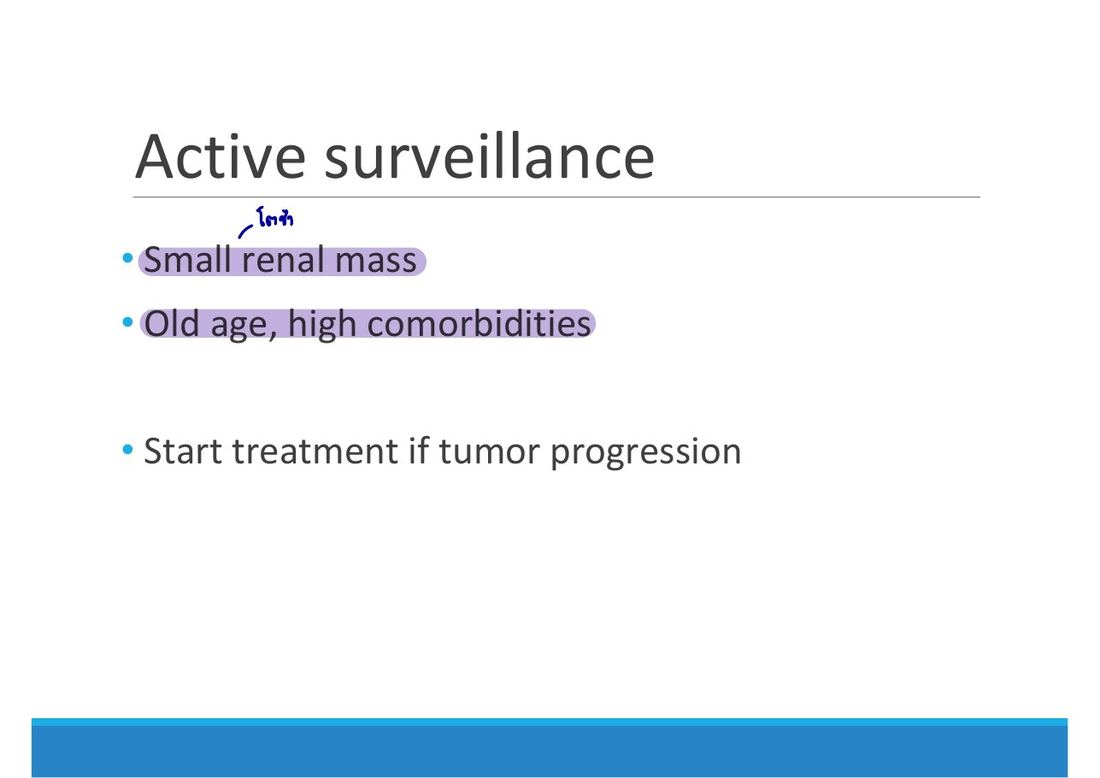 Active surveillance
โตช้า
• Small renal mass
• Old age, high comorbidities
• Start treatment if tumor progression